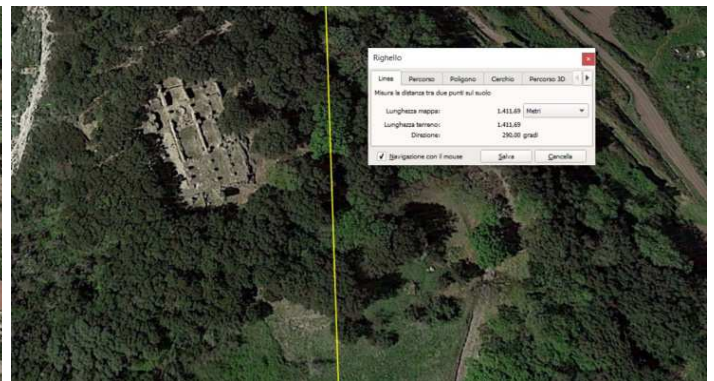 Righello
Linea Percorso Poligono Cerchio Percorso 3D
Misura la distanza tra due punti sul suolo
Lunghezza mappa: 1.411,69 Metri
Lunghezza terreno: 1.411,69
Direzione: 290,00 gradi
Navigazione con il mouse Salva Cancella